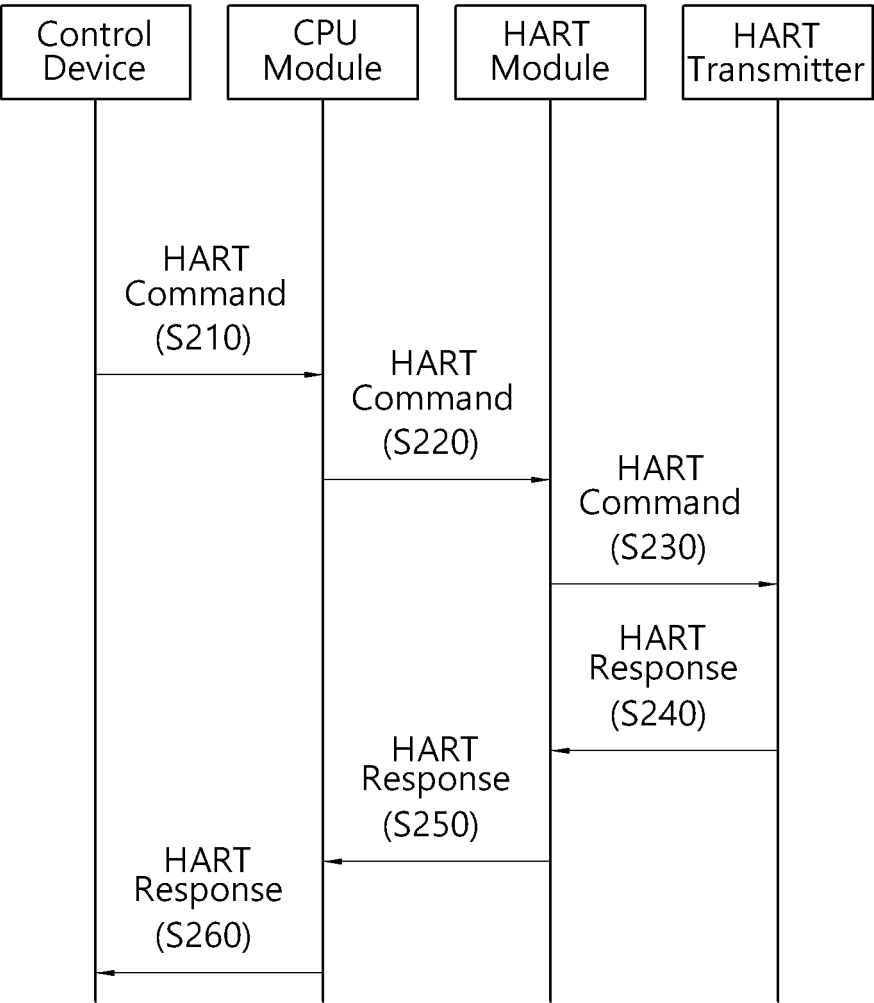 Control
Device
CPU
Module
HART
Module
HART
Transmitter
HART
Command
(S210)
HART
Command
(S220)
HART
Command
(S230)
HART
Response
(S240)
HART
Response
(S250)
HART
Response
(S260)